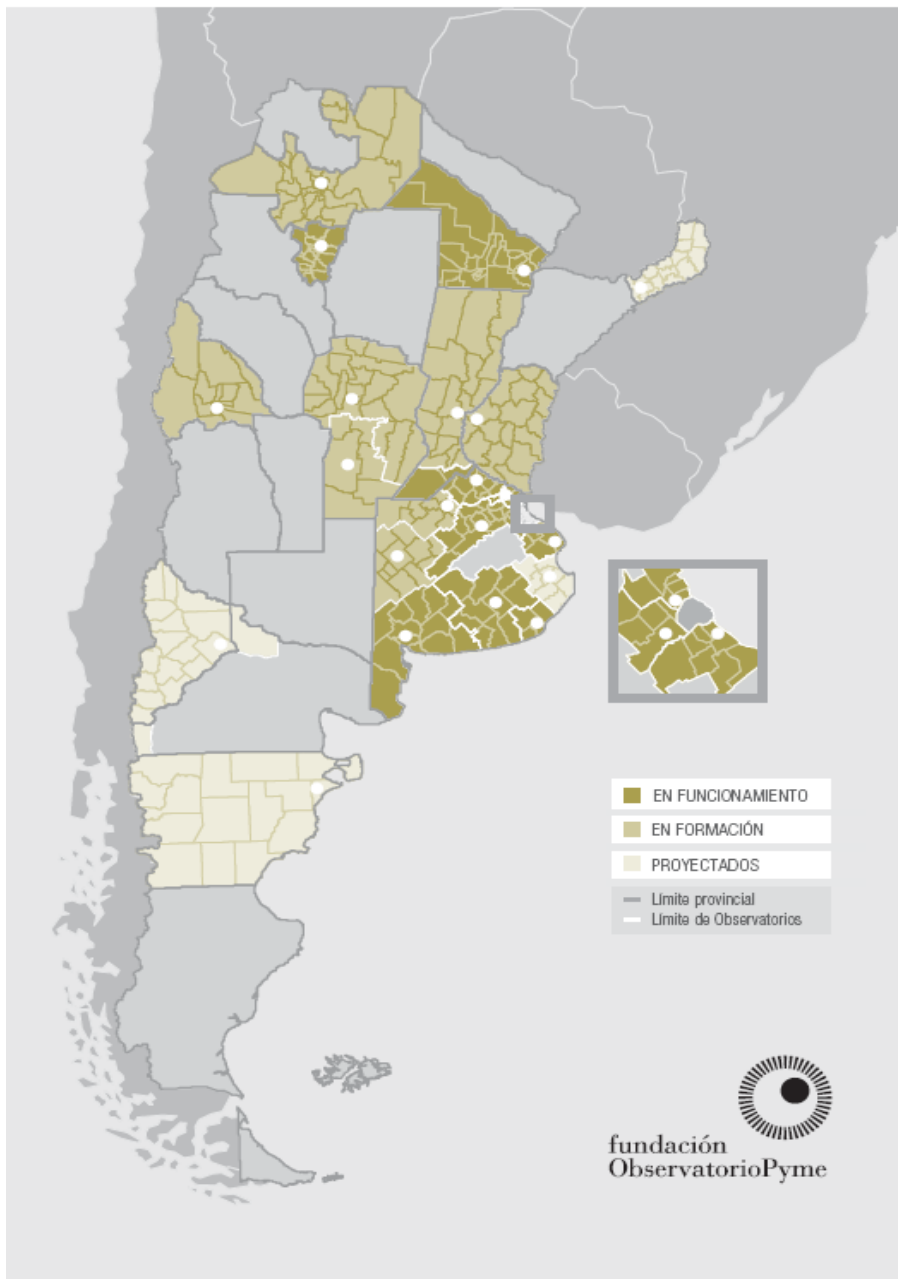 EN FUNCIONAMIENTO
EN FORMACIÓN
PROYECTADOS
Límite provincial
Límite de Observatorios
fundación
ObservatorioPyme